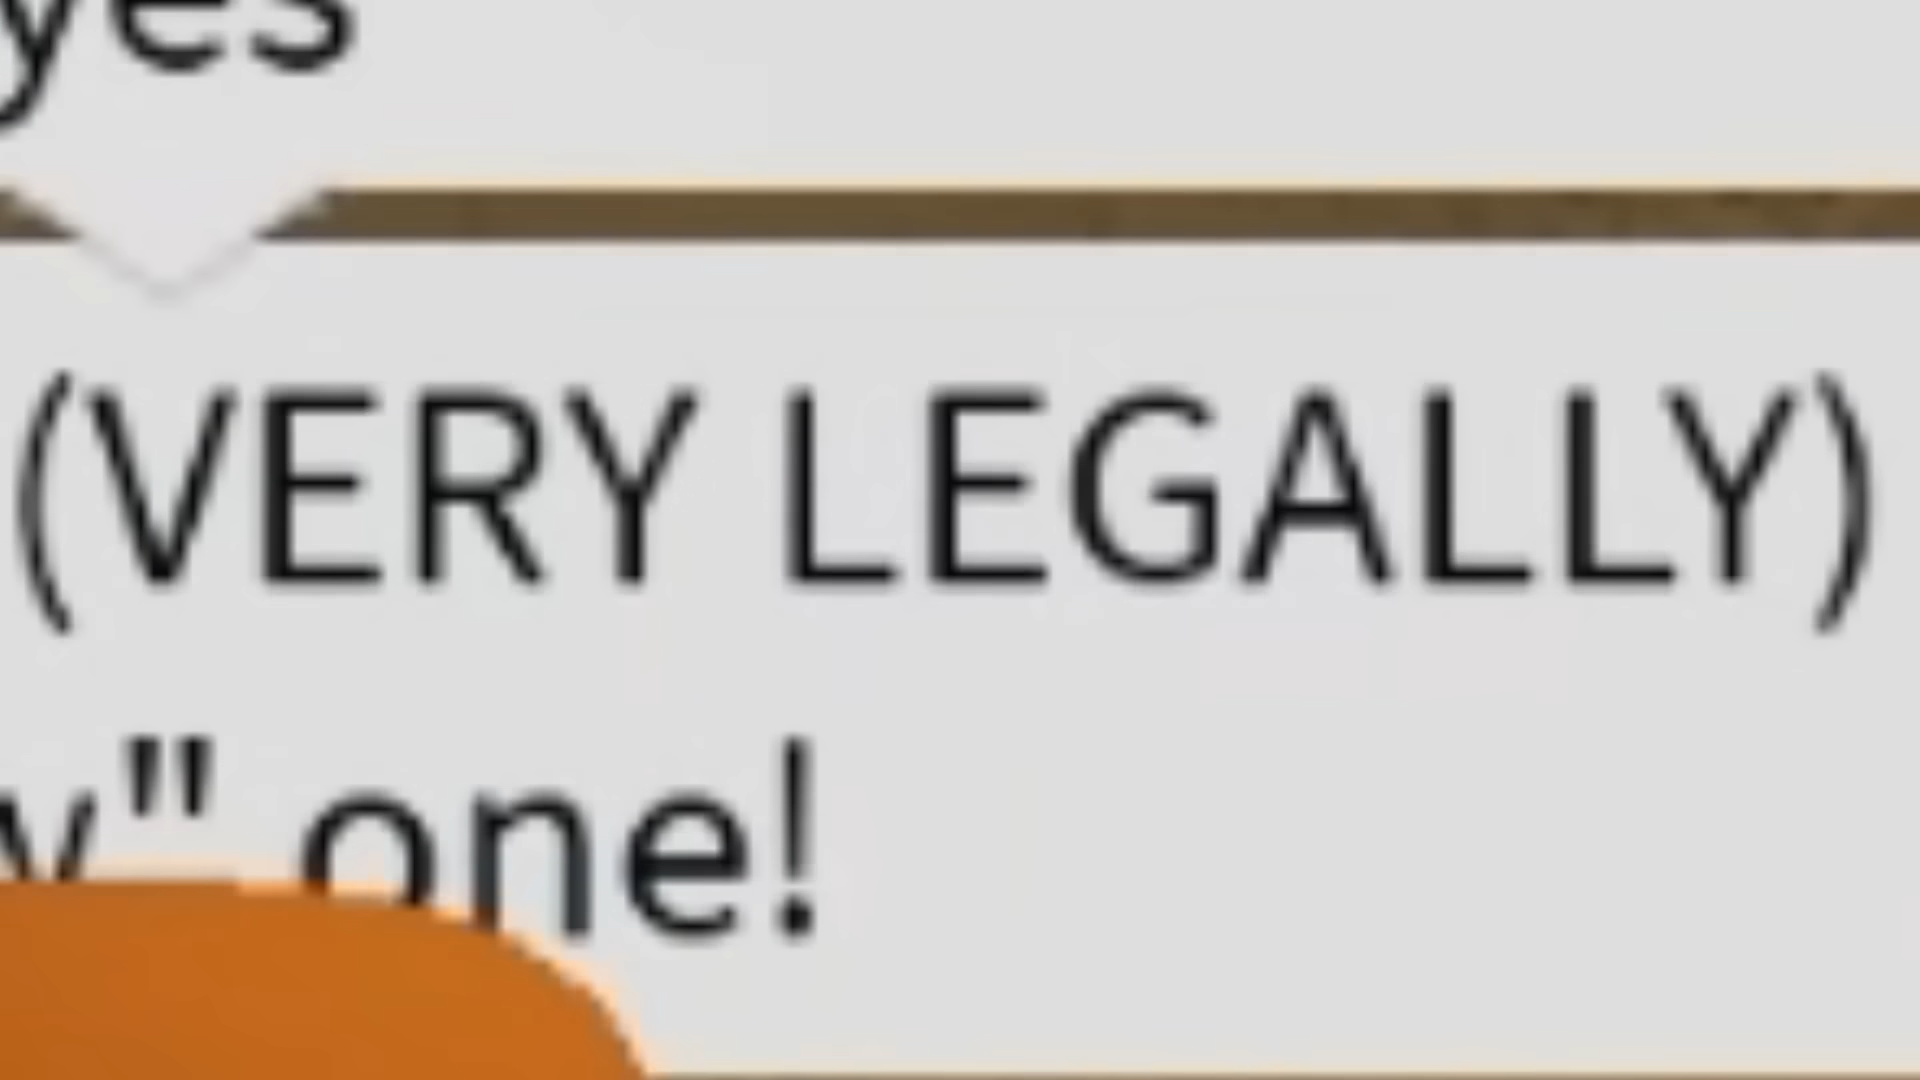 yes
(VERY LEGALLY)
" one!